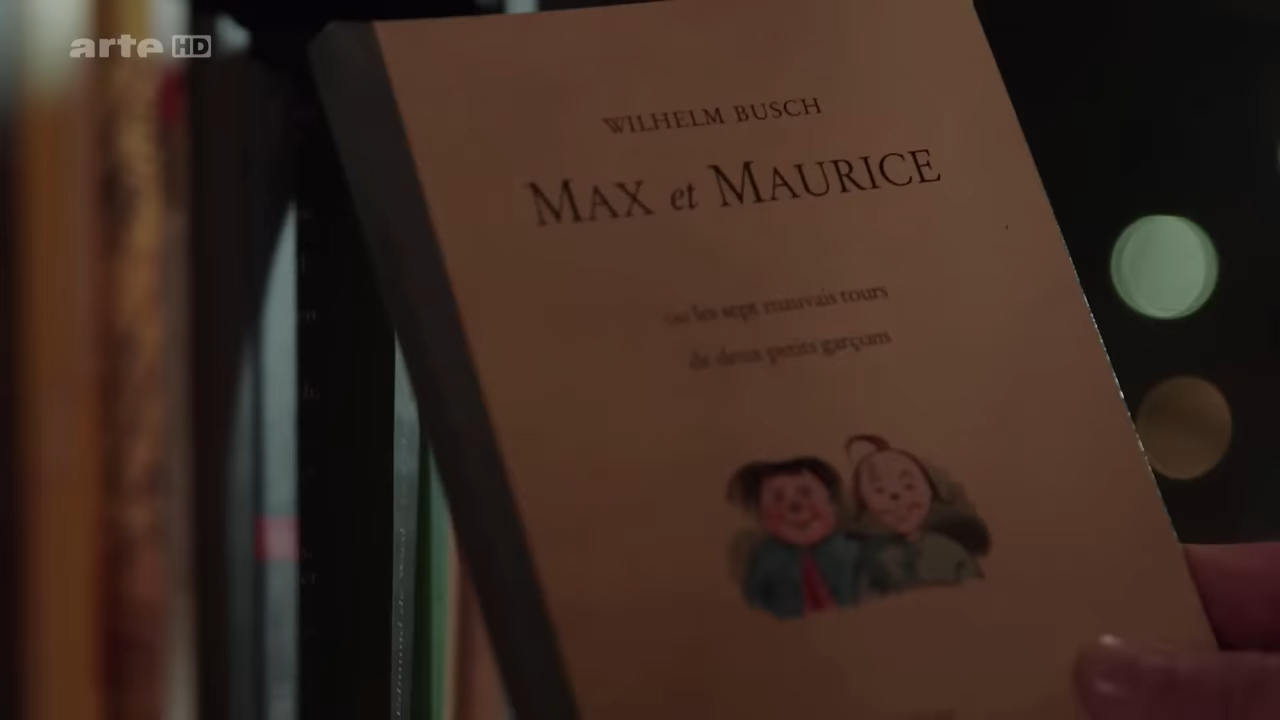 arte HD
WILHELM BUSCH
MAX et MAURICE
ou les sept mauvais tours
de deux petits garçons